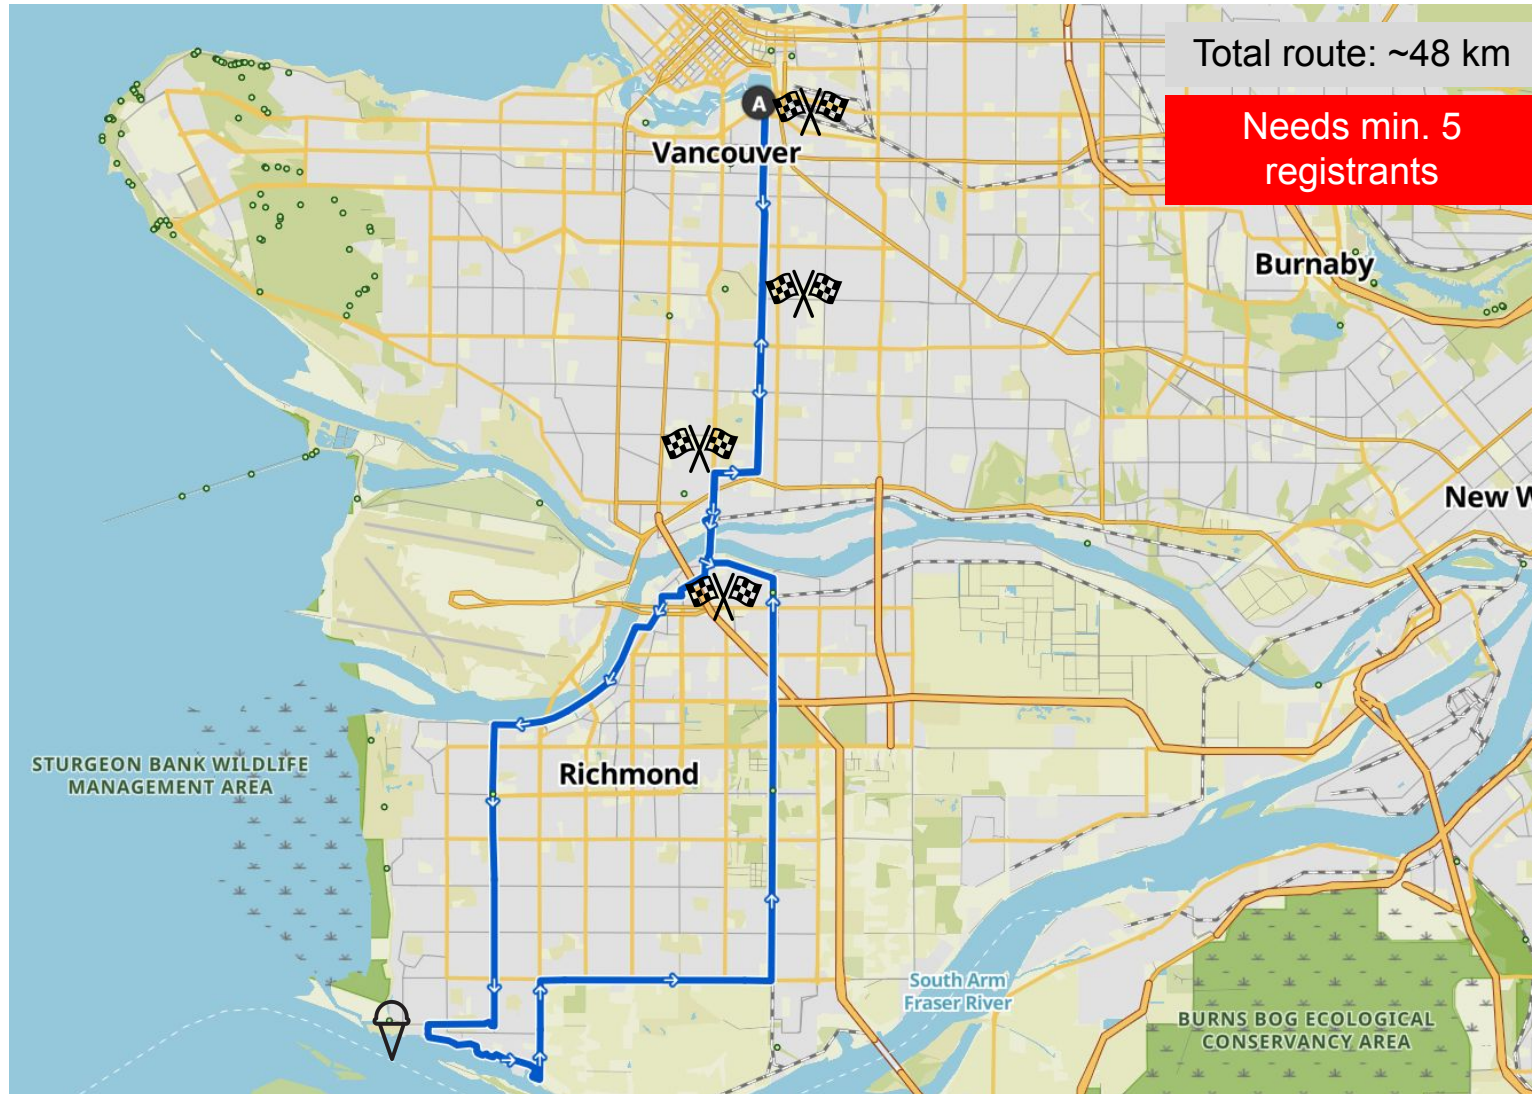 Total route: ~48 km
Needs min. 5
registrants
A
Vancouver
Burnaby
New W
STURGEON BANK WILDLIFE
MANAGEMENT AREA
Richmond
South Arm
Fraser River
BURNS BOG ECOLOGICAL
CONSERVANCY AREA